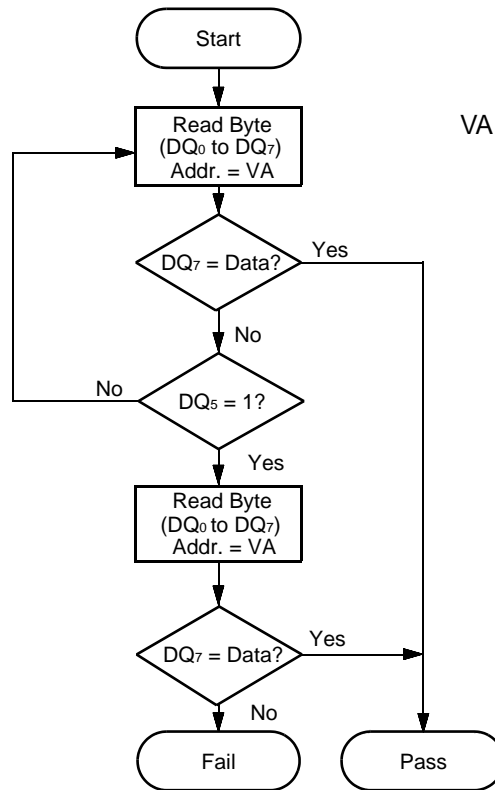 Start
VA
Read Byte
(DQ0 to DQ7)
Addr. = VA
DQ7 = Data?
Yes
No
DQ5 = 1?
No
Yes
Read Byte
(DQ0 to DQ7)
Addr. = VA
DQ7 = Data?
Yes
No
Fail
Pass